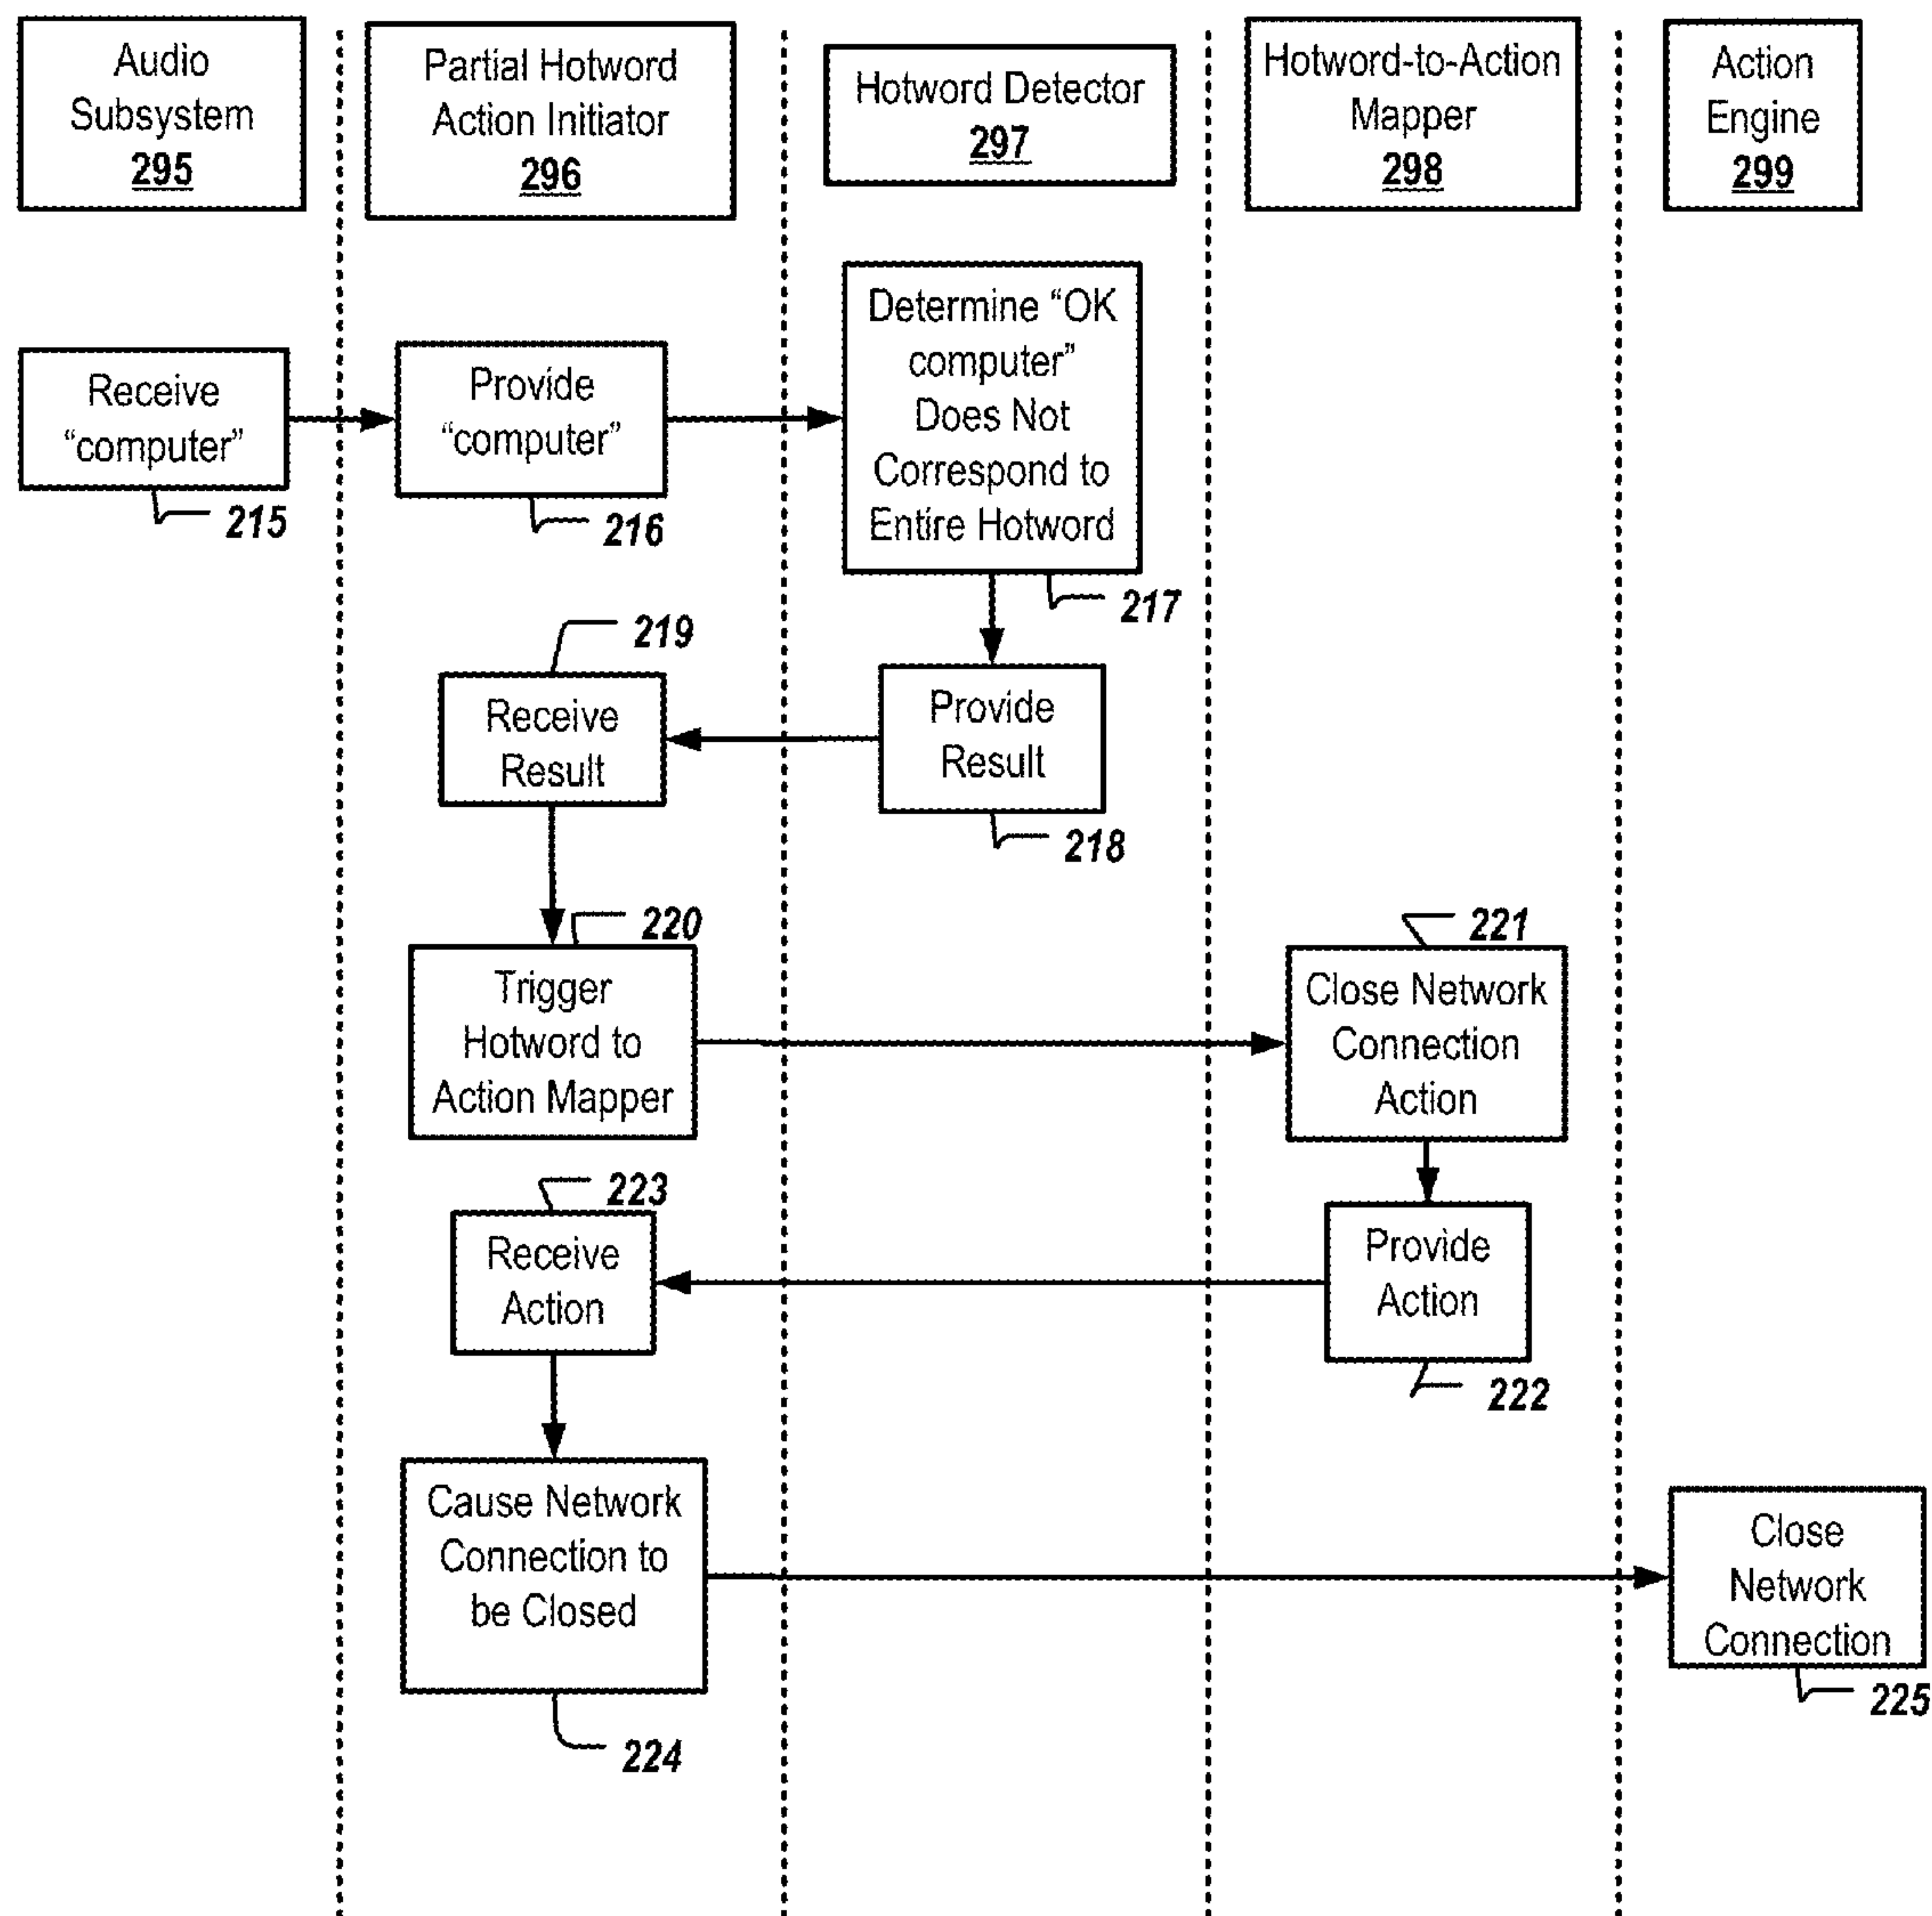 Audio
Subsystem
295
Partial Hotword
Action Initiator
296
Hotword Detector
297
Hotword-to-Action
Mapper
298
Action
Engine
299
Receive
“computer”
215
Provide
“computer”
216
Determine “OK
computer”
Does Not
Correspond to
Entire Hotword
217
219
Receive
Result
Provide
Result
218
220
Trigger
Hotword to
Action Mapper
221
Close Network
Connection
Action
223
Receive
Action
Provide
Action
222
Cause Network
Connection to
be Closed
224
Close
Network
Connection
225